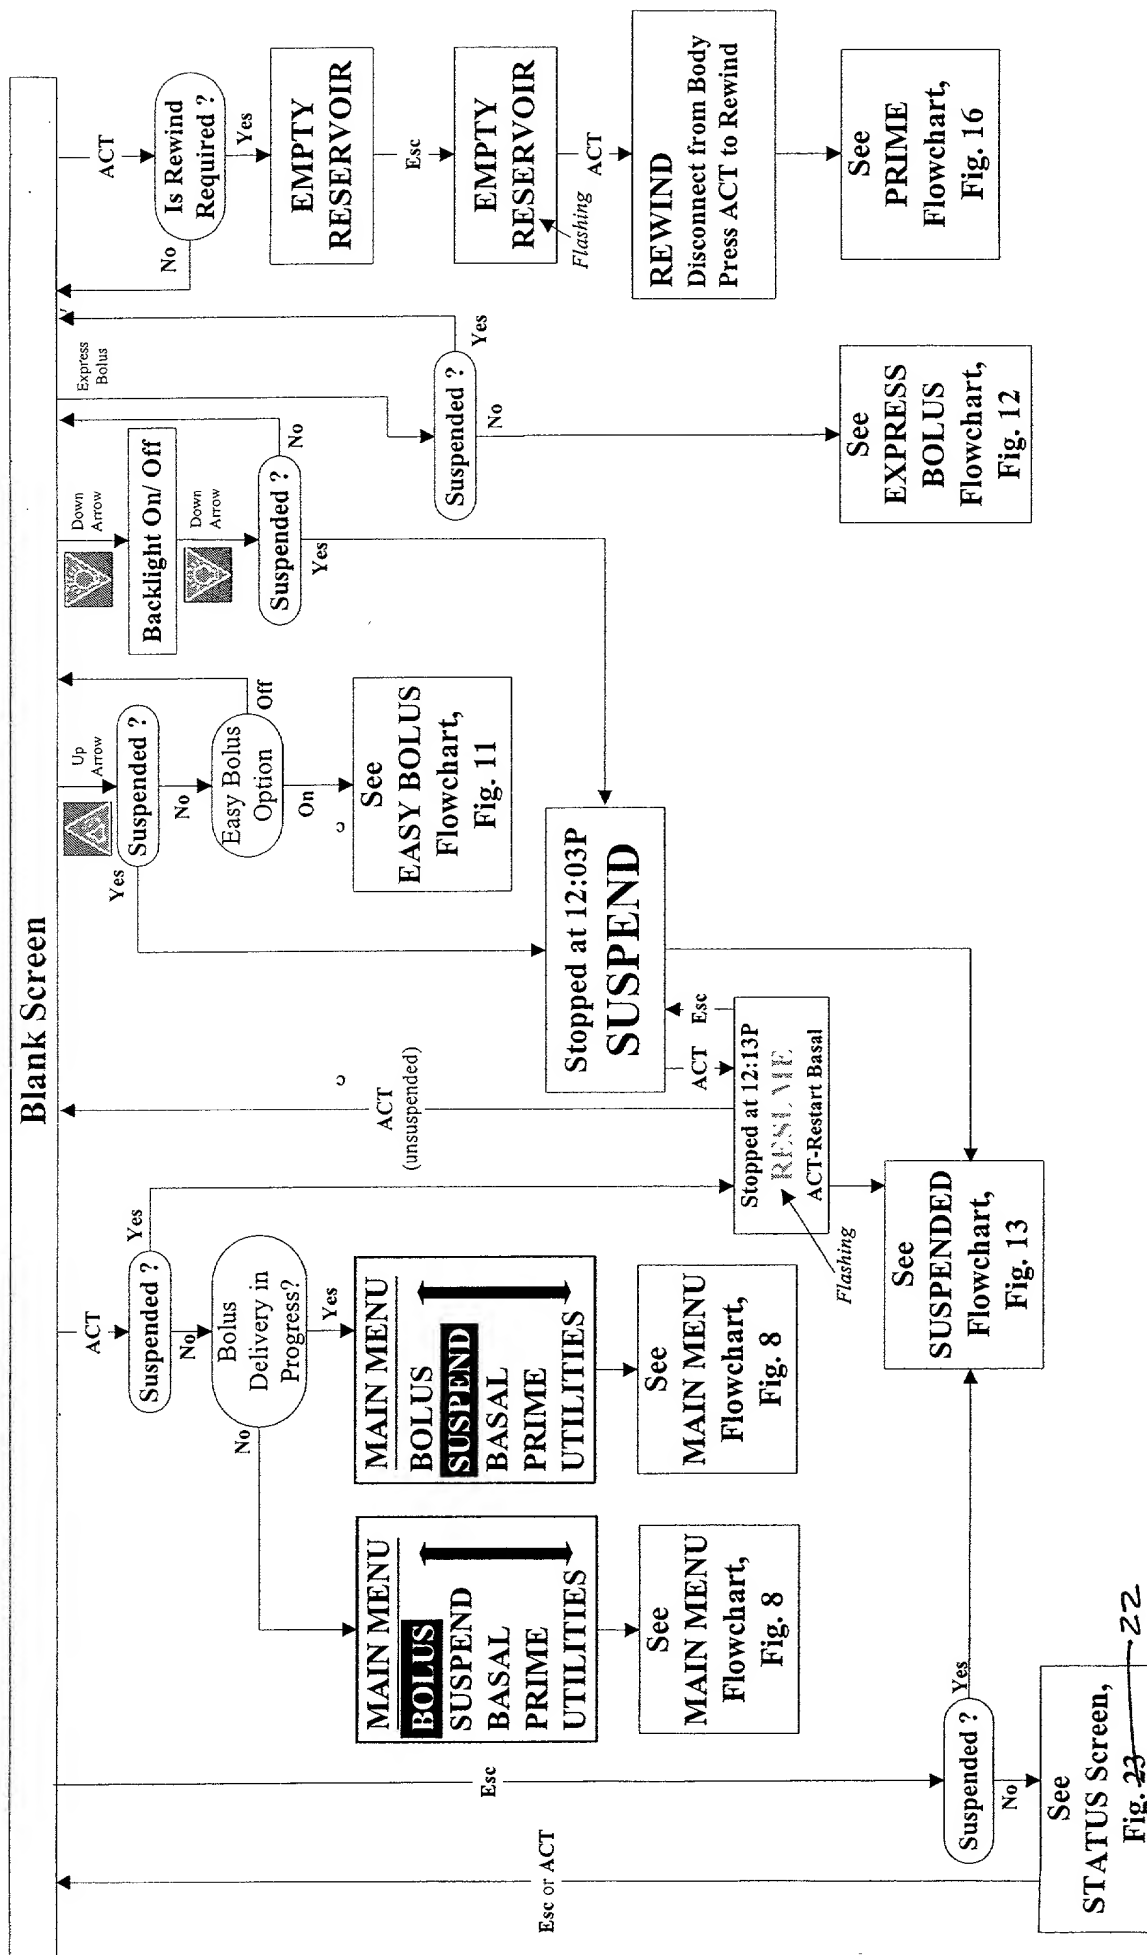 Blank Screen
Esc or ACT
Esc
Suspended ?
Yes
No
See
STATUS Screen,
Fig. 23 22
ACT
Suspended ?
Yes
No
Bolus
Delivery in
Progress?
No
Yes
MAIN MENU
BOLUS
SUSPEND
BASAL
PRIME
UTILITIES
See
MAIN MENU
Flowchart,
Fig. 8
MAIN MENU
BOLUS
SUSPEND
BASAL
PRIME
UTILITIES
See
MAIN MENU
Flowchart,
Fig. 8
ACT
(unsuspended)
Stopped at 12:13P
RESUME
ACT-Restart Basal
Flashing
ACT
Esc
See
SUSPENDED
Flowchart,
Fig. 13
Up
Arrow
Suspended ?
Yes
No
Easy Bolus
Option
Off
On
See
EASY BOLUS
Flowchart,
Fig. 11
Stopped at 12:03P
SUSPEND
Down
Arrow
Backlight On/ Off
Down
Arrow
Suspended ?
No
Yes
Express
Bolus
Suspended ?
Yes
No
See
EXPRESS
BOLUS
Flowchart,
Fig. 12
ACT
Is Rewind
Required ?
No
Yes
EMPTY
RESERVOIR
Esc
EMPTY
RESERVOIR
Flashing
ACT
REWIND
Disconnect from Body
Press ACT to Rewind
See
PRIME
Flowchart,
Fig. 16